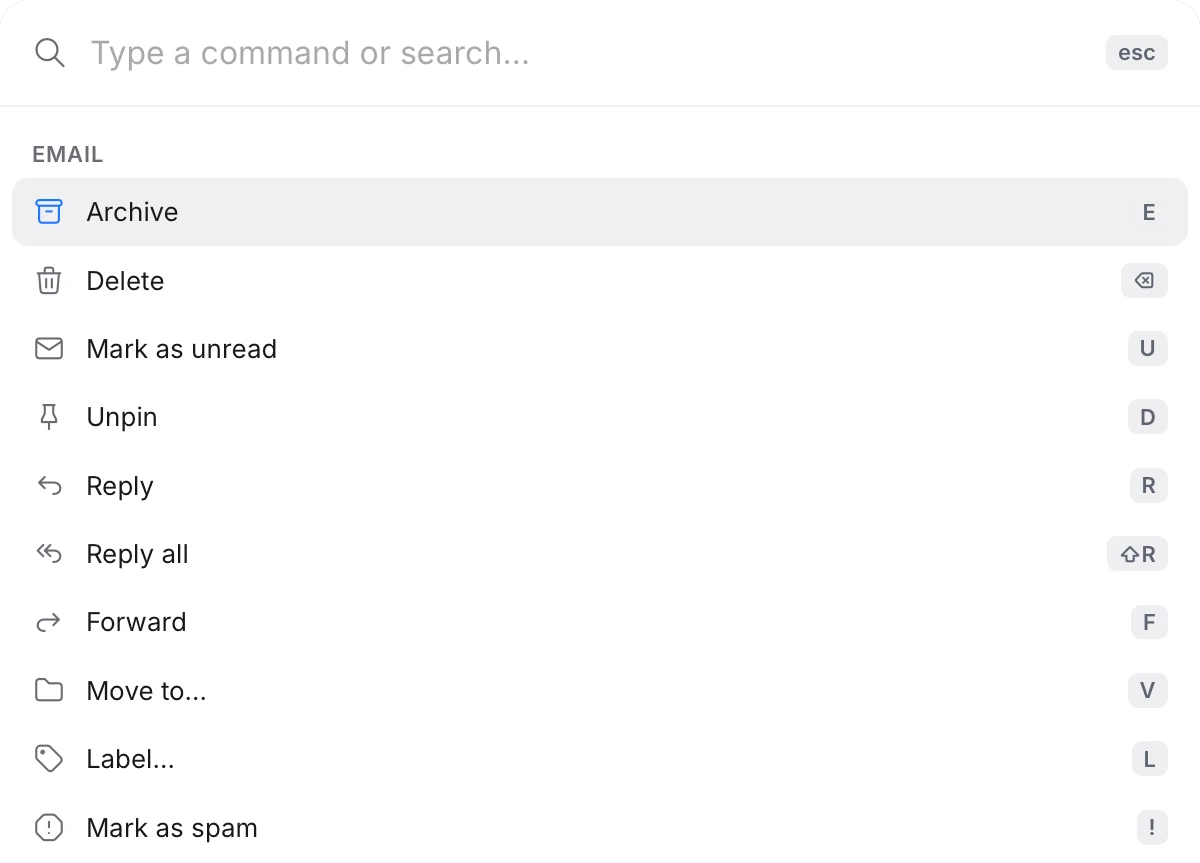 Type a command or search...
esc
EMAIL
Archive E
Delete
Mark as unread U
Unpin D
Reply R
Reply all ⇧R
Forward F
Move to... V
Label... L
Mark as spam !